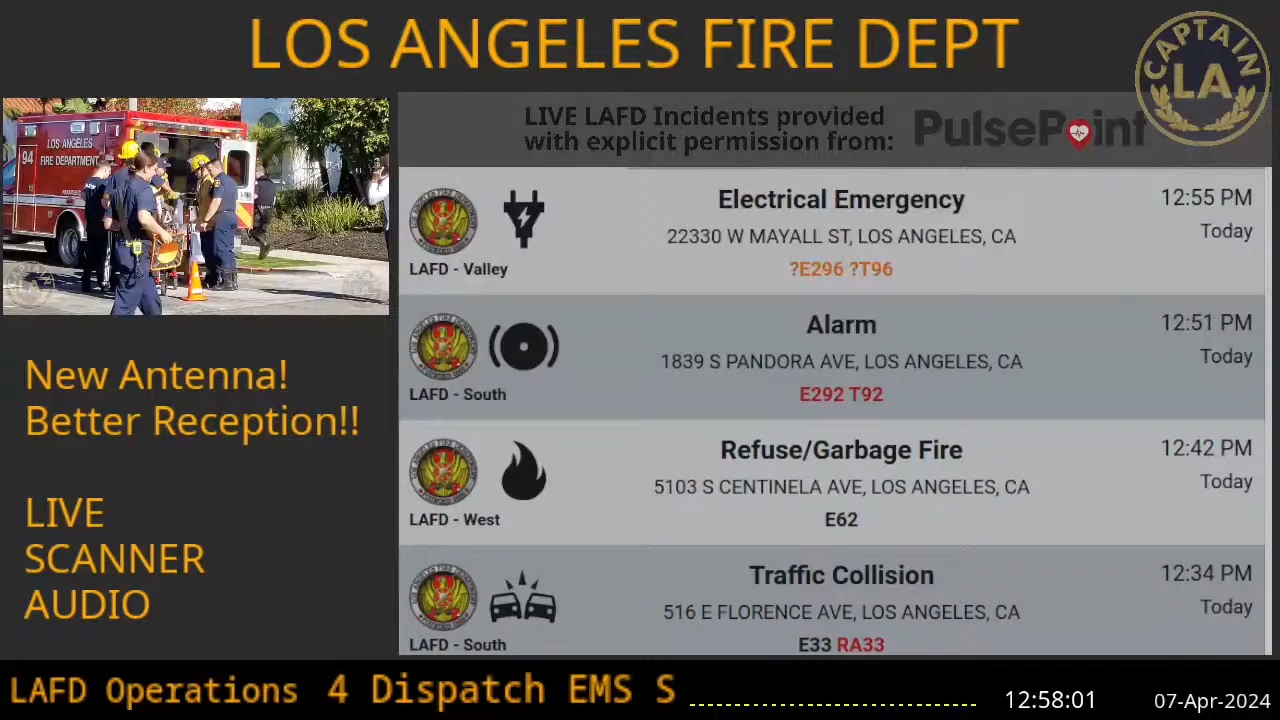 LOS ANGELES FIRE DEPT
CAPTAIN
LA
LIVE LAFD Incidents provided
with explicit permission from:
PulsePoint
94
LOS ANGELES
FIRE DEPARTMENT
Electrical Emergency
12:55 PM
22330 W MAYALL ST, LOS ANGELES, CA
Today
LAFD - Valley
?E296 ?T96
Alarm
12:51 PM
1839 S PANDORA AVE, LOS ANGELES, CA
Today
LAFD - South
E292 T92
Refuse/Garbage Fire
12:42 PM
5103 S CENTINELA AVE, LOS ANGELES, CA
Today
LAFD - West
E62
Traffic Collision
12:34 PM
516 E FLORENCE AVE, LOS ANGELES, CA
Today
LAFD - South
E33 RA33
New Antenna!
Better Reception!!
LIVE
SCANNER
AUDIO
LAFD Operations 4 Dispatch EMS S
12:58:01
07-Apr-2024